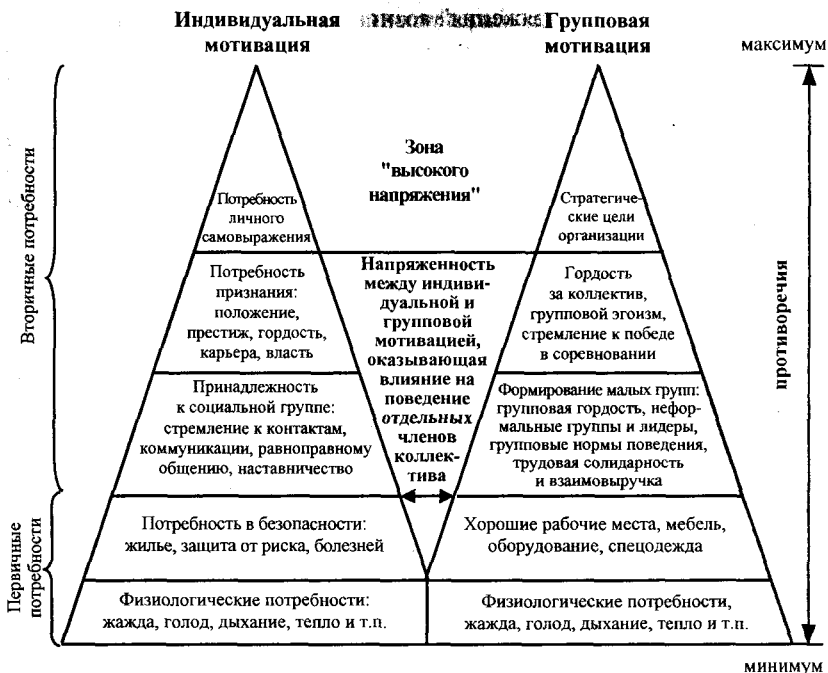 Индивидуальная
мотивация
Групповая
мотивация
максимум
Вторичные потребности
Первичные
потребности
Зона
"высокого
напряжения"
Потребность
личного
самовыражения
Стратегиче-
ские цели
организации
Потребность
признания:
положение,
престиж, гордость,
карьера, власть
Напряженность
между индиви-
дуальной и
групповой
мотивацией,
оказывающая
влияние на
поведение
отдельных
членов
коллек-
тива
Гордость
за коллектив,
групповой эгоизм,
стремление к победе
в соревновании
Принадлежность
к социальной группе:
стремление к контактам,
коммуникации, равноправному
общению, наставничество
Формирование малых групп:
групповая гордость, нефор-
мальные группы и лидеры,
групповые нормы поведения,
трудовая солидарность
и взаимовыручка
Потребность в безопасности:
жилье, защита от риска, болезней
Хорошие рабочие места, мебель,
оборудование, спецодежда
Физиологические потребности:
жажда, голод, дыхание, тепло и т.п.
Физиологические потребности,
жажда, голод, дыхание, тепло и т.п.
противоречия
минимум